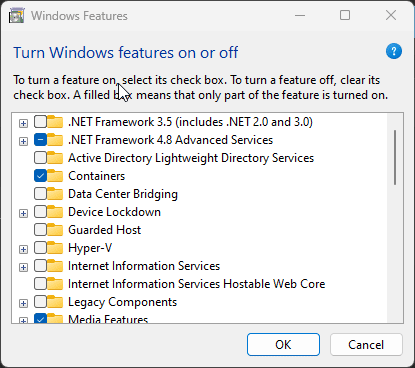 Windows Features
Turn Windows features on or off
To turn a feature on, select its check box. To turn a feature off, clear its
check box. A filled box means that only part of the feature is turned on.
.NET Framework 3.5 (includes .NET 2.0 and 3.0)
.NET Framework 4.8 Advanced Services
Active Directory Lightweight Directory Services
Containers
Data Center Bridging
Device Lockdown
Guarded Host
Hyper-V
Internet Information Services
Internet Information Services Hostable Web Core
Legacy Components
Media Features
OK
Cancel